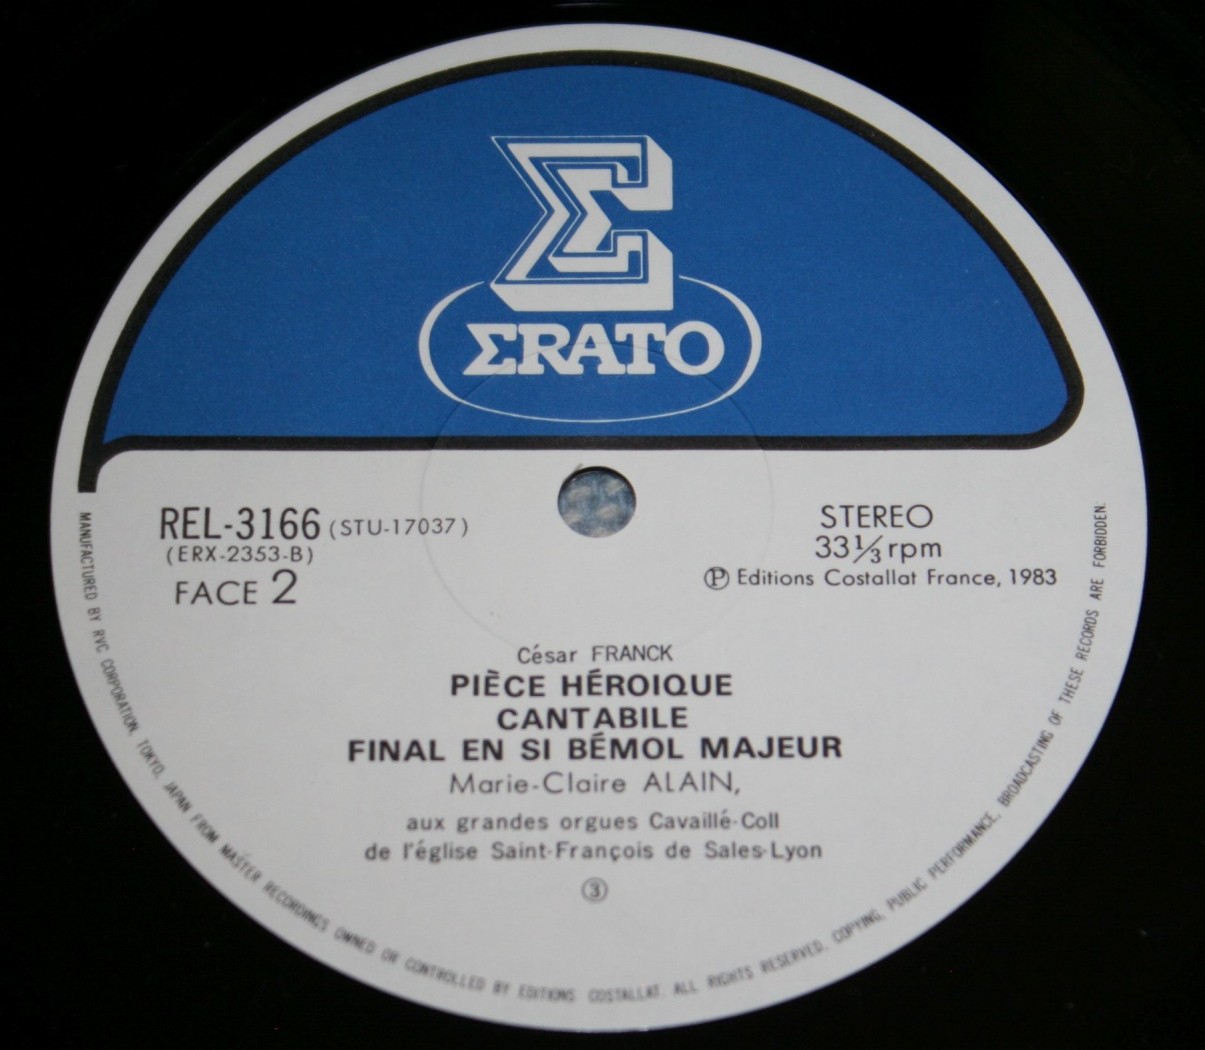 Σ
ΣRATO
REL-3166 (STU-17037)
(ERX-2353-B)
FACE 2
STEREO
33 1/3 rpm
Ⓟ Editions Costallat France, 1983
César FRANCK
PIÈCE HÉROIQUE
CANTABILE
FINAL EN SI BÉMOL MAJEUR
Marie-Claire ALAIN,
aux grandes orgues Cavaillé-Coll
de l'église Saint-François de Sales-Lyon
③
MANUFACTURED BY RVC CORPORATION, TOKYO, JAPAN FROM MASTER RECORDINGS OWNED OR CONTROLLED BY EDITIONS COSTALLAT. ALL RIGHTS RESERVED. COPYING, PUBLIC PERFORMANCE, BROADCASTING OF THESE RECORDS ARE FORBIDDEN.